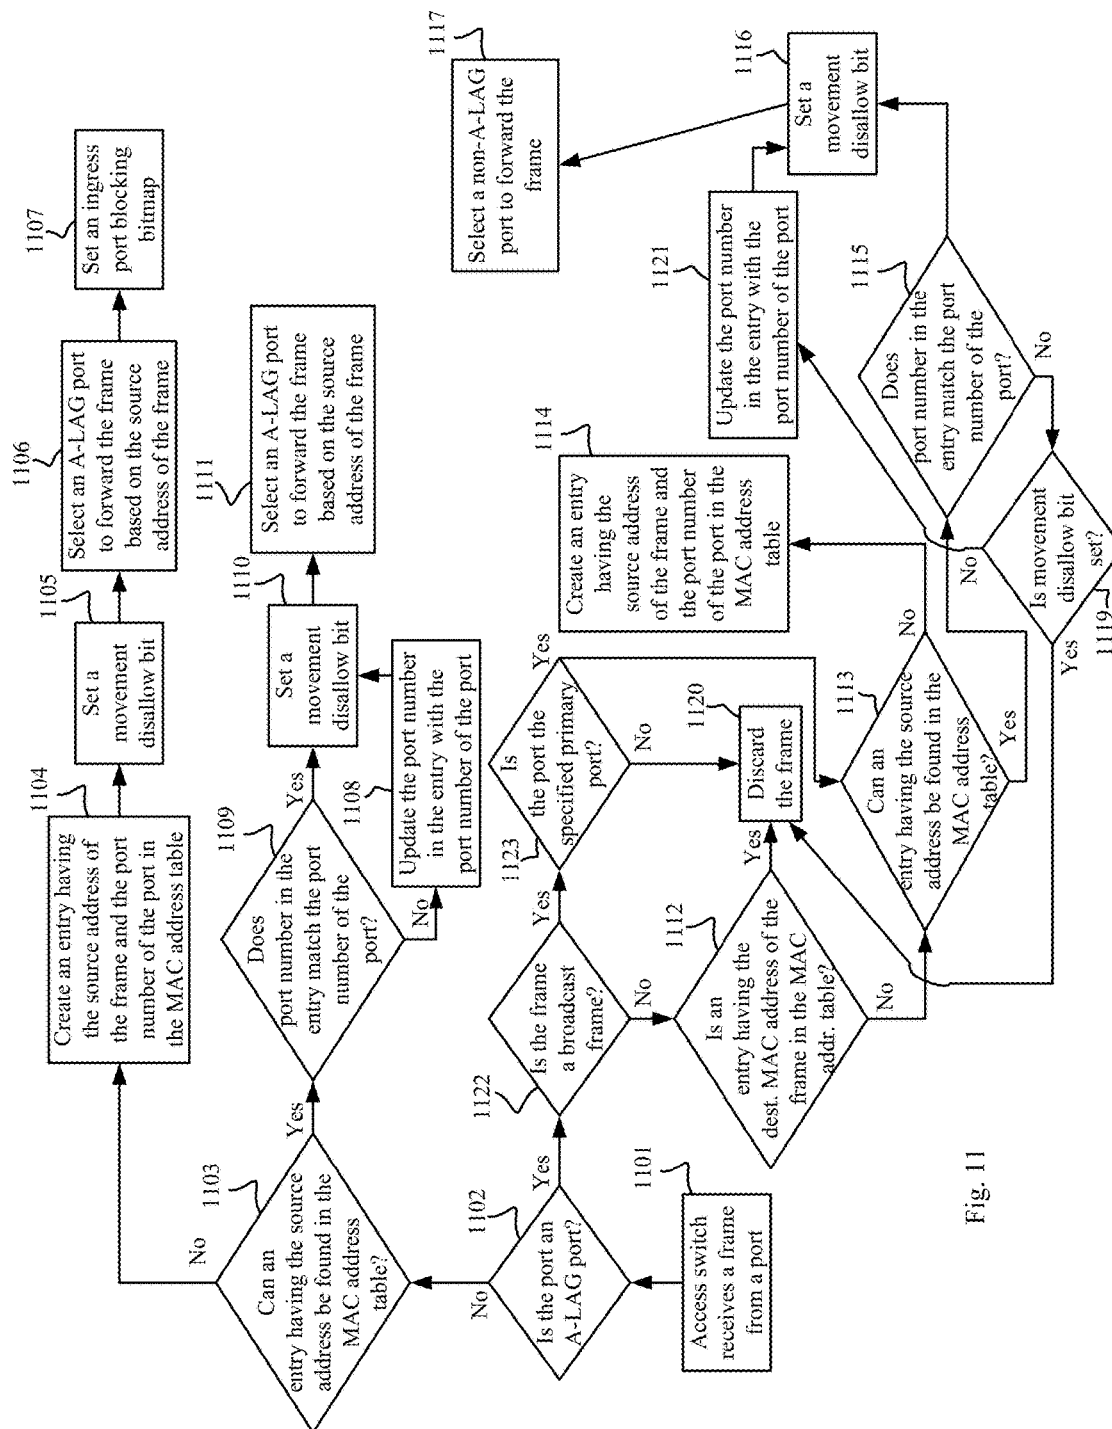 1101
Access switch
receives a frame
from a port
1102
Is the port an
A-LAG port?
No
Yes
1103
Can an
entry having the source
address be found in the
MAC address
table?
No
Yes
1104
Create an entry having
the source address of
the frame and the port
number of the port in
the MAC address table
1105
Set a
movement
disallow bit
1106
Select an A-LAG port
to forward the frame
based on the source
address of the frame
1107
Set an ingress
port blocking
bitmap
1109
Does
port number in the
entry match the port
number of the
port?
Yes
No
1108
Update the port number
in the entry with the
port number of the port
1110
Set a
movement
disallow bit
1111
Select an A-LAG port
to forward the frame
based on the source
address of the frame
1122
Is the frame
a broadcast
frame?
Yes
No
1123
Is
the port the
specified primary
port?
Yes
No
1112
Is an
entry having the
dest. MAC address of the
frame in the MAC
addr. table?
Yes
No
1120
Discard
the frame
1113
Can an
entry having the source
address be found in the
MAC address
table?
No
Yes
1114
Create an entry
having the
source address
of the frame and
the port number
of the port in the
MAC address
table
1115
Does
port number in the
entry match the port
number of the
port?
No
1119
Is movement
disallow bit
set?
No
Yes
1121
Update the port number
in the entry with the
port number of the port
1116
Set a
movement
disallow bit
1117
Select a non-A-LAG
port to forward the
frame
Fig. 11